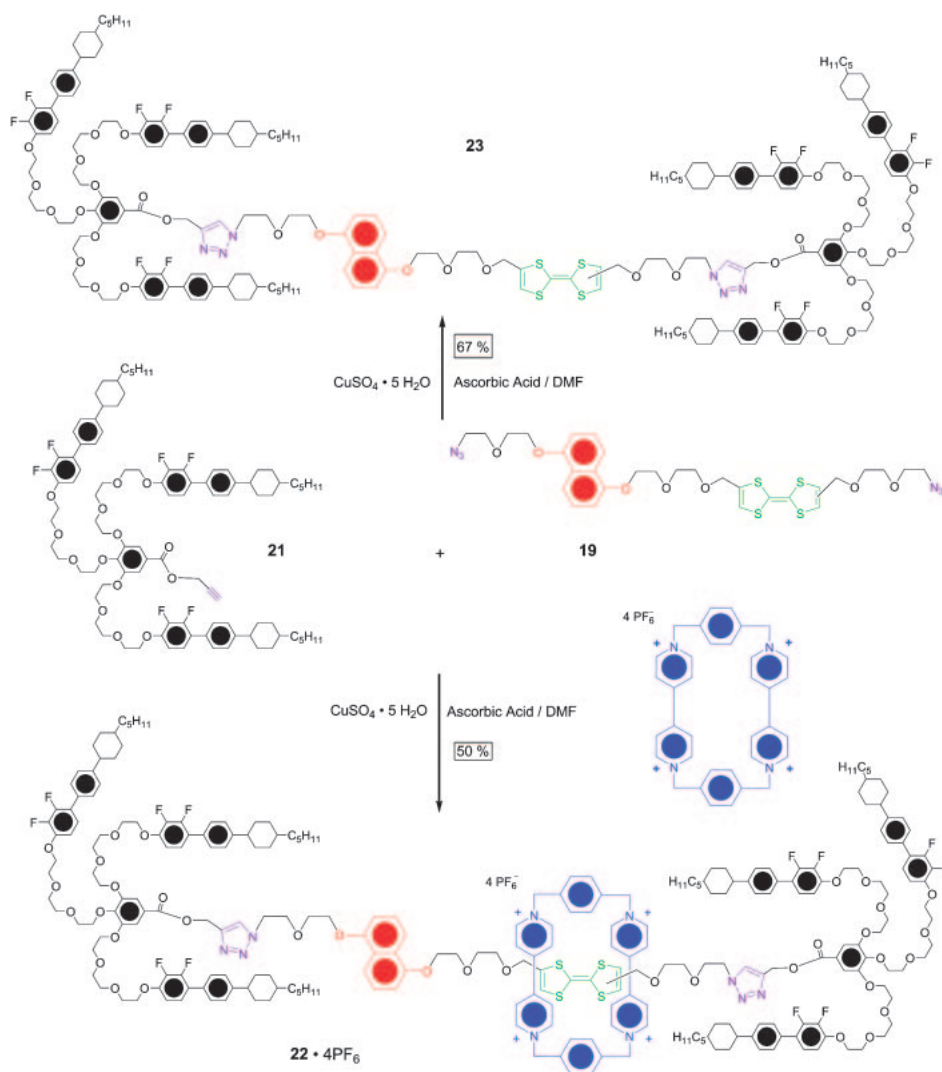 C5H11
F
F
O
O
F F
O
C5H11
23
H11C5
F F
H11C5
F
F
O
O
N
N=N
S S
S S
N
N=N
F F
C5H11
H11C5
F F
67 %
CuSO4 • 5 H2O
Ascorbic Acid / DMF
C5H11
F
F
F F
C5H11
N3
O
O
O
S S
S S
O
O
N3
21
+
19
O
O
F F
C5H11
4 PF6−
+ N N +
CuSO4 • 5 H2O
Ascorbic Acid / DMF
50 %
+ N N +
C5H11
F
F
F F
C5H11
H11C5
F
H11C5
F F
4 PF6−
+ N N +
O
O
N
N=N
S S
S S
N
N=N
O
O
F F
C5H11
+ N N +
H11C5
F F
22 • 4PF6